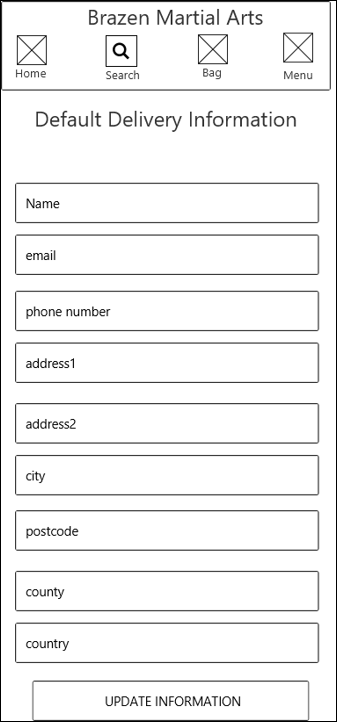 Brazen Martial Arts
Home
Search
Bag
Menu
Default Delivery Information
Name
email
phone number
address1
address2
city
postcode
county
country
UPDATE INFORMATION